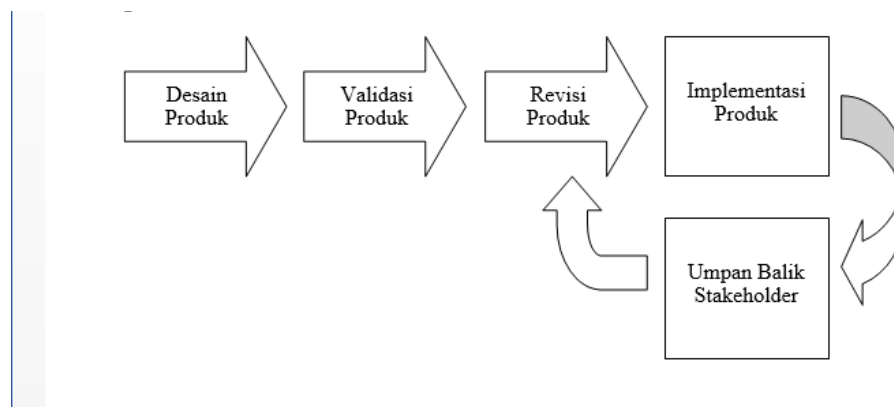 Desain
Produk
Validasi
Produk
Revisi
Produk
Implementasi
Produk
Umpan Balik
Stakeholder